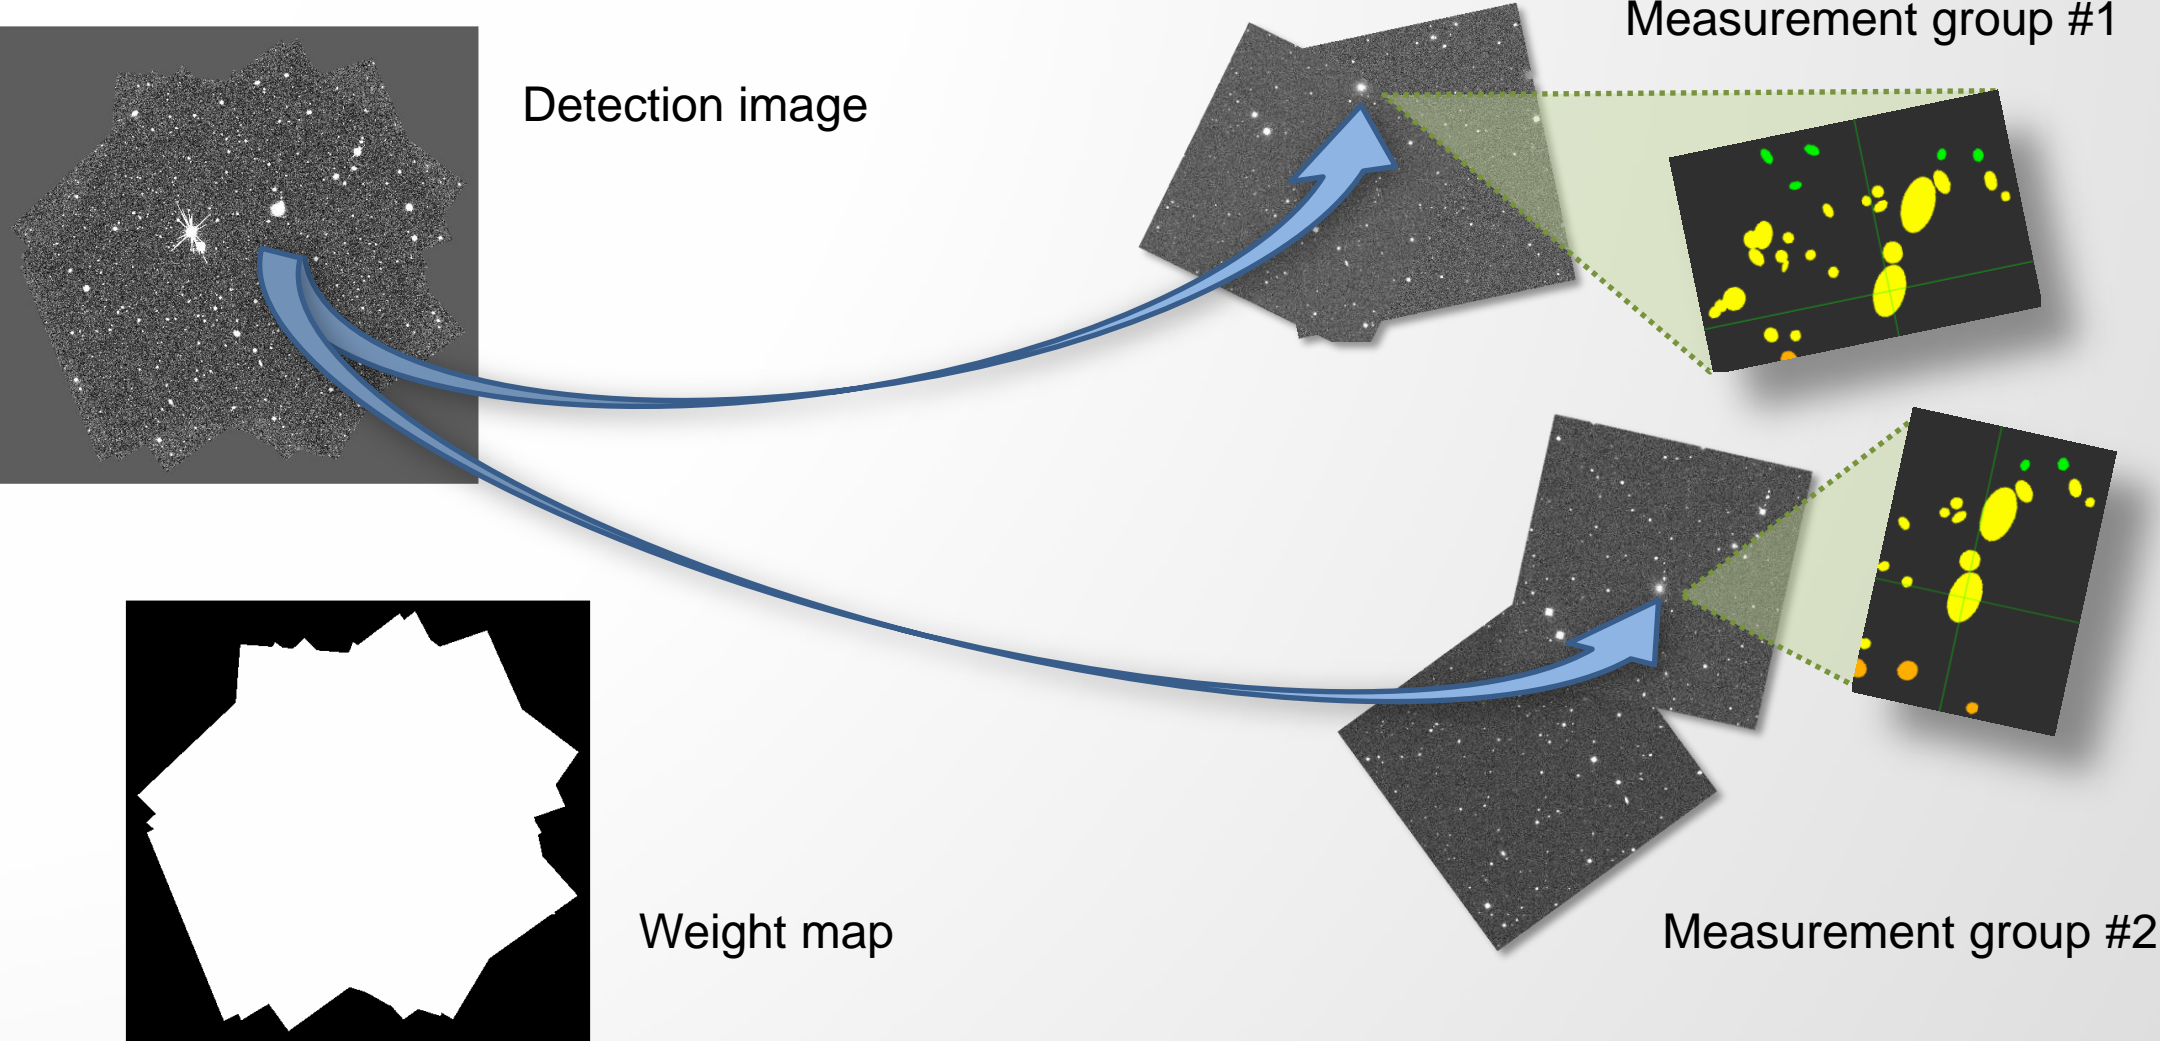 Measurement group #1
Detection image
Weight map
Measurement group #2